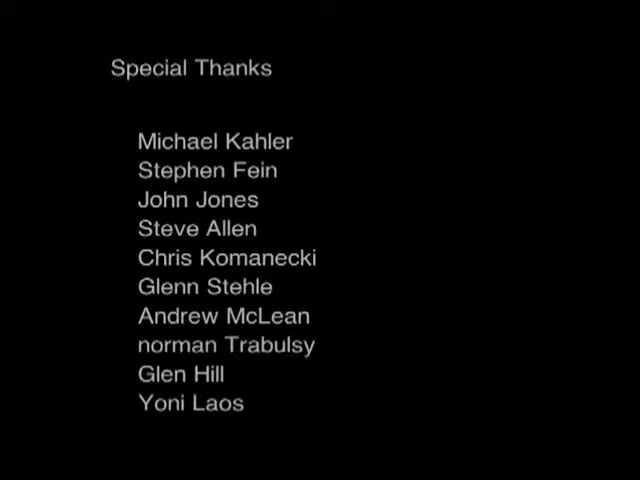 Special Thanks
Michael Kahler
Stephen Fein
John Jones
Steve Allen
Chris Komanecki
Glenn Stehle
Andrew McLean
norman Trabulsy
Glen Hill
Yoni Laos